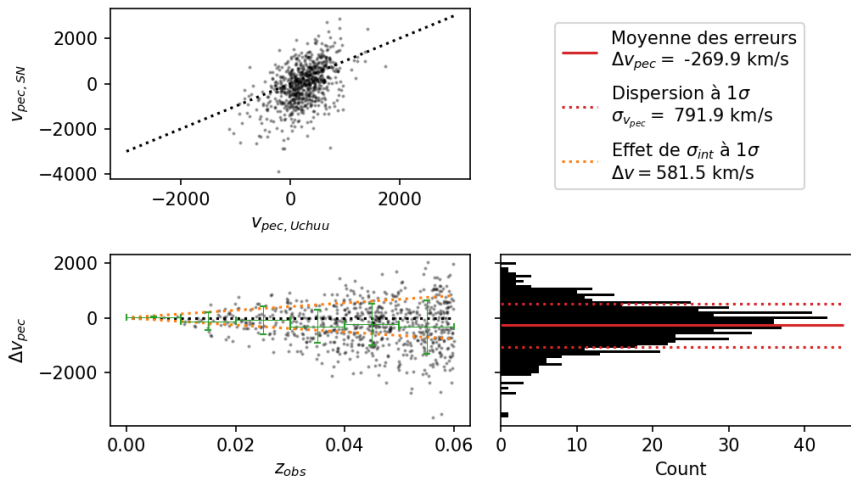 2000
0
−2000
−4000
v_{pec, SN}
−2000
0
2000
v_{pec, Uchuu}
Moyenne des erreurs
Δv_{pec} = -269.9 km/s
Dispersion à 1σ
σ_{v_{pec}} = 791.9 km/s
Effet de σ_{int} à 1σ
Δv = 581.5 km/s
2000
0
−2000
Δv_{pec}
0.00
0.02
0.04
0.06
z_{obs}
0
10
20
30
40
Count